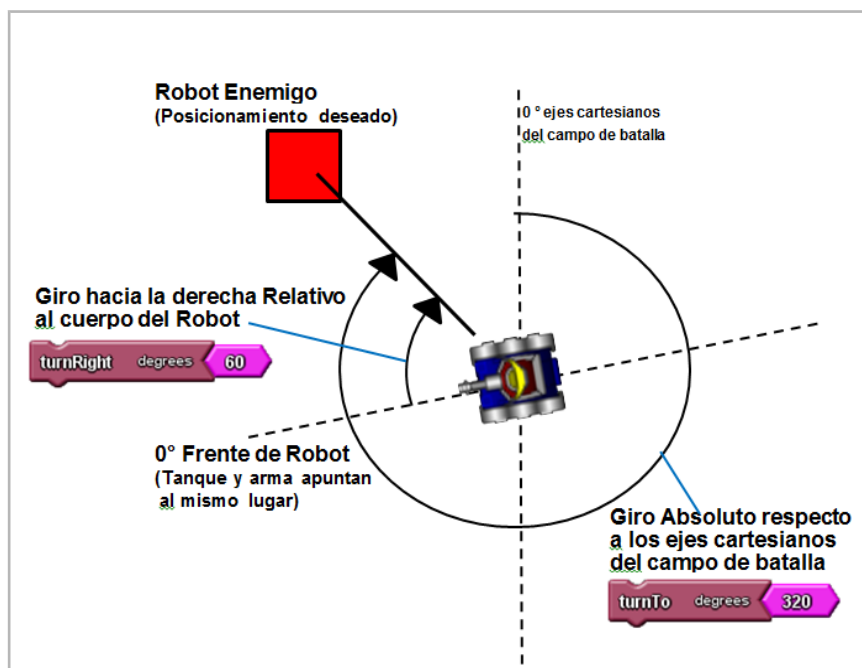 Robot Enemigo
(Posicionamiento deseado)
0 ° ejes cartesianos
del campo de batalla
Giro hacia la derecha Relativo
al cuerpo del Robot
turnRight degrees 60
0° Frente de Robot
(Tanque y arma apuntan
al mismo lugar)
Giro Absoluto respecto
a los ejes cartesianos
del campo de batalla
turnTo degrees 320